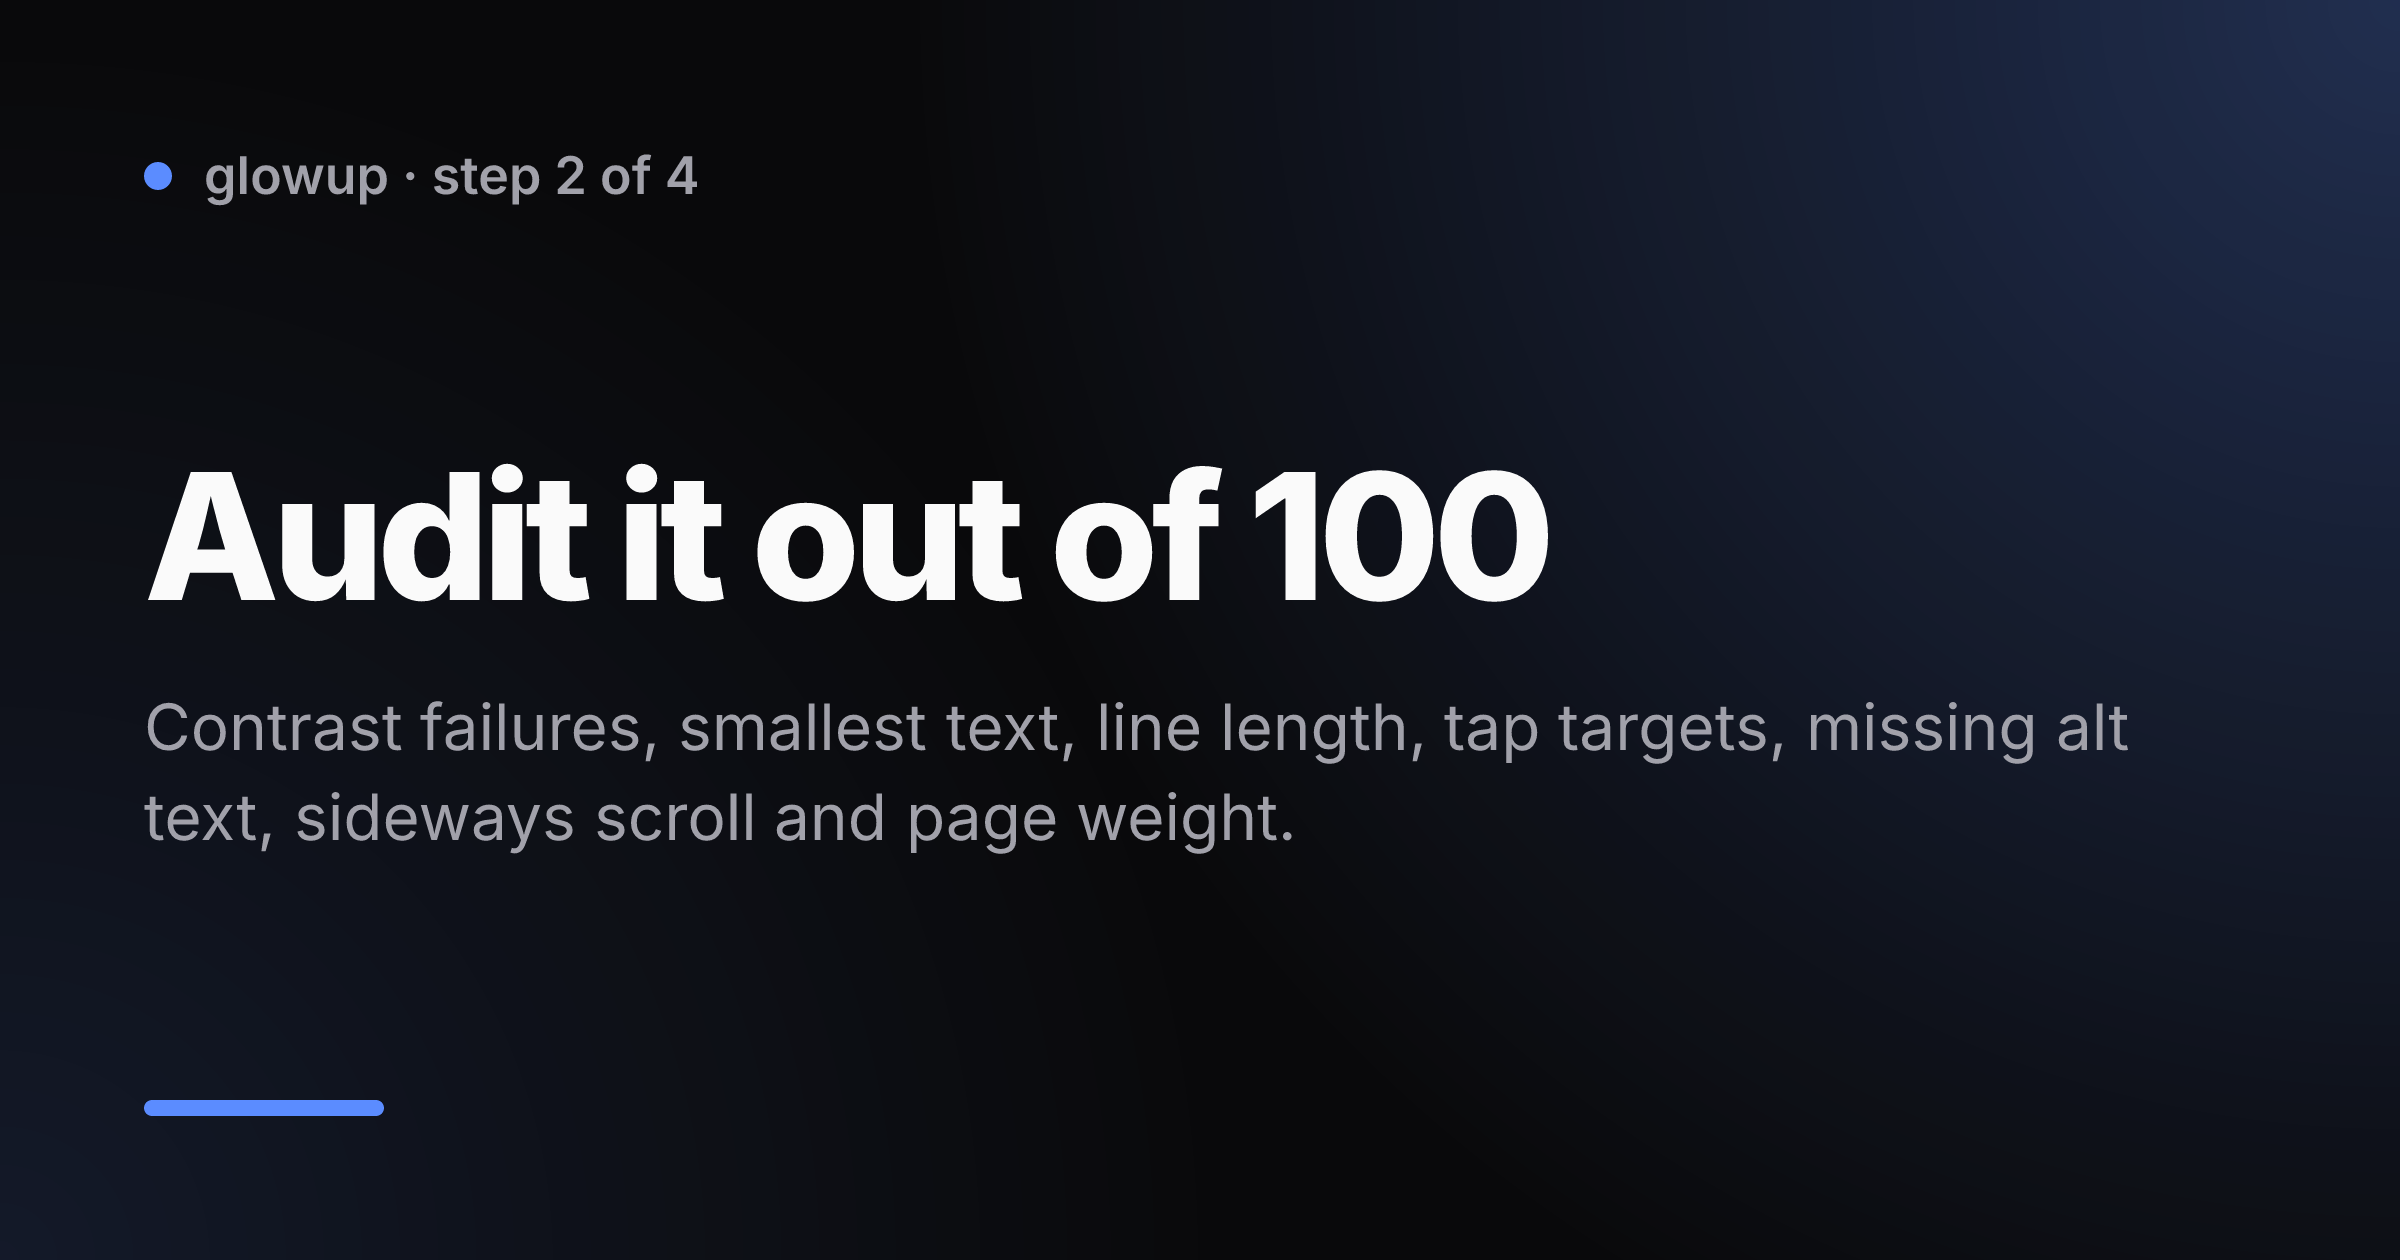 glowup · step 2 of 4
Audit it out of 100
Contrast failures, smallest text, line length, tap targets, missing alt
text, sideways scroll and page weight.